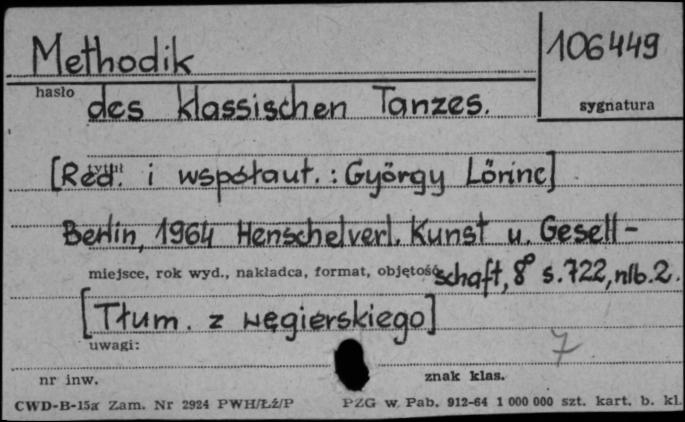 Methodik
106449
hasło
des klassischen Tanzes.
sygnatura
tytuł
[Red. i współaut.: György Lőrinc]
Berlin, 1964 Henschelverl. Kunst u. Gesell-
miejsce, rok wyd., nakładca, format, objętość
schaft, 8° s. 722, nlb. 2.
[Tłum. z węgierskiego]
uwagi:
7
nr inw.
znak klas.
CWD-B-15a Zam. Nr 2924 PWH/Łź/P PZG w Pab. 912-64 1 000 000 szt. kart. b. kl.